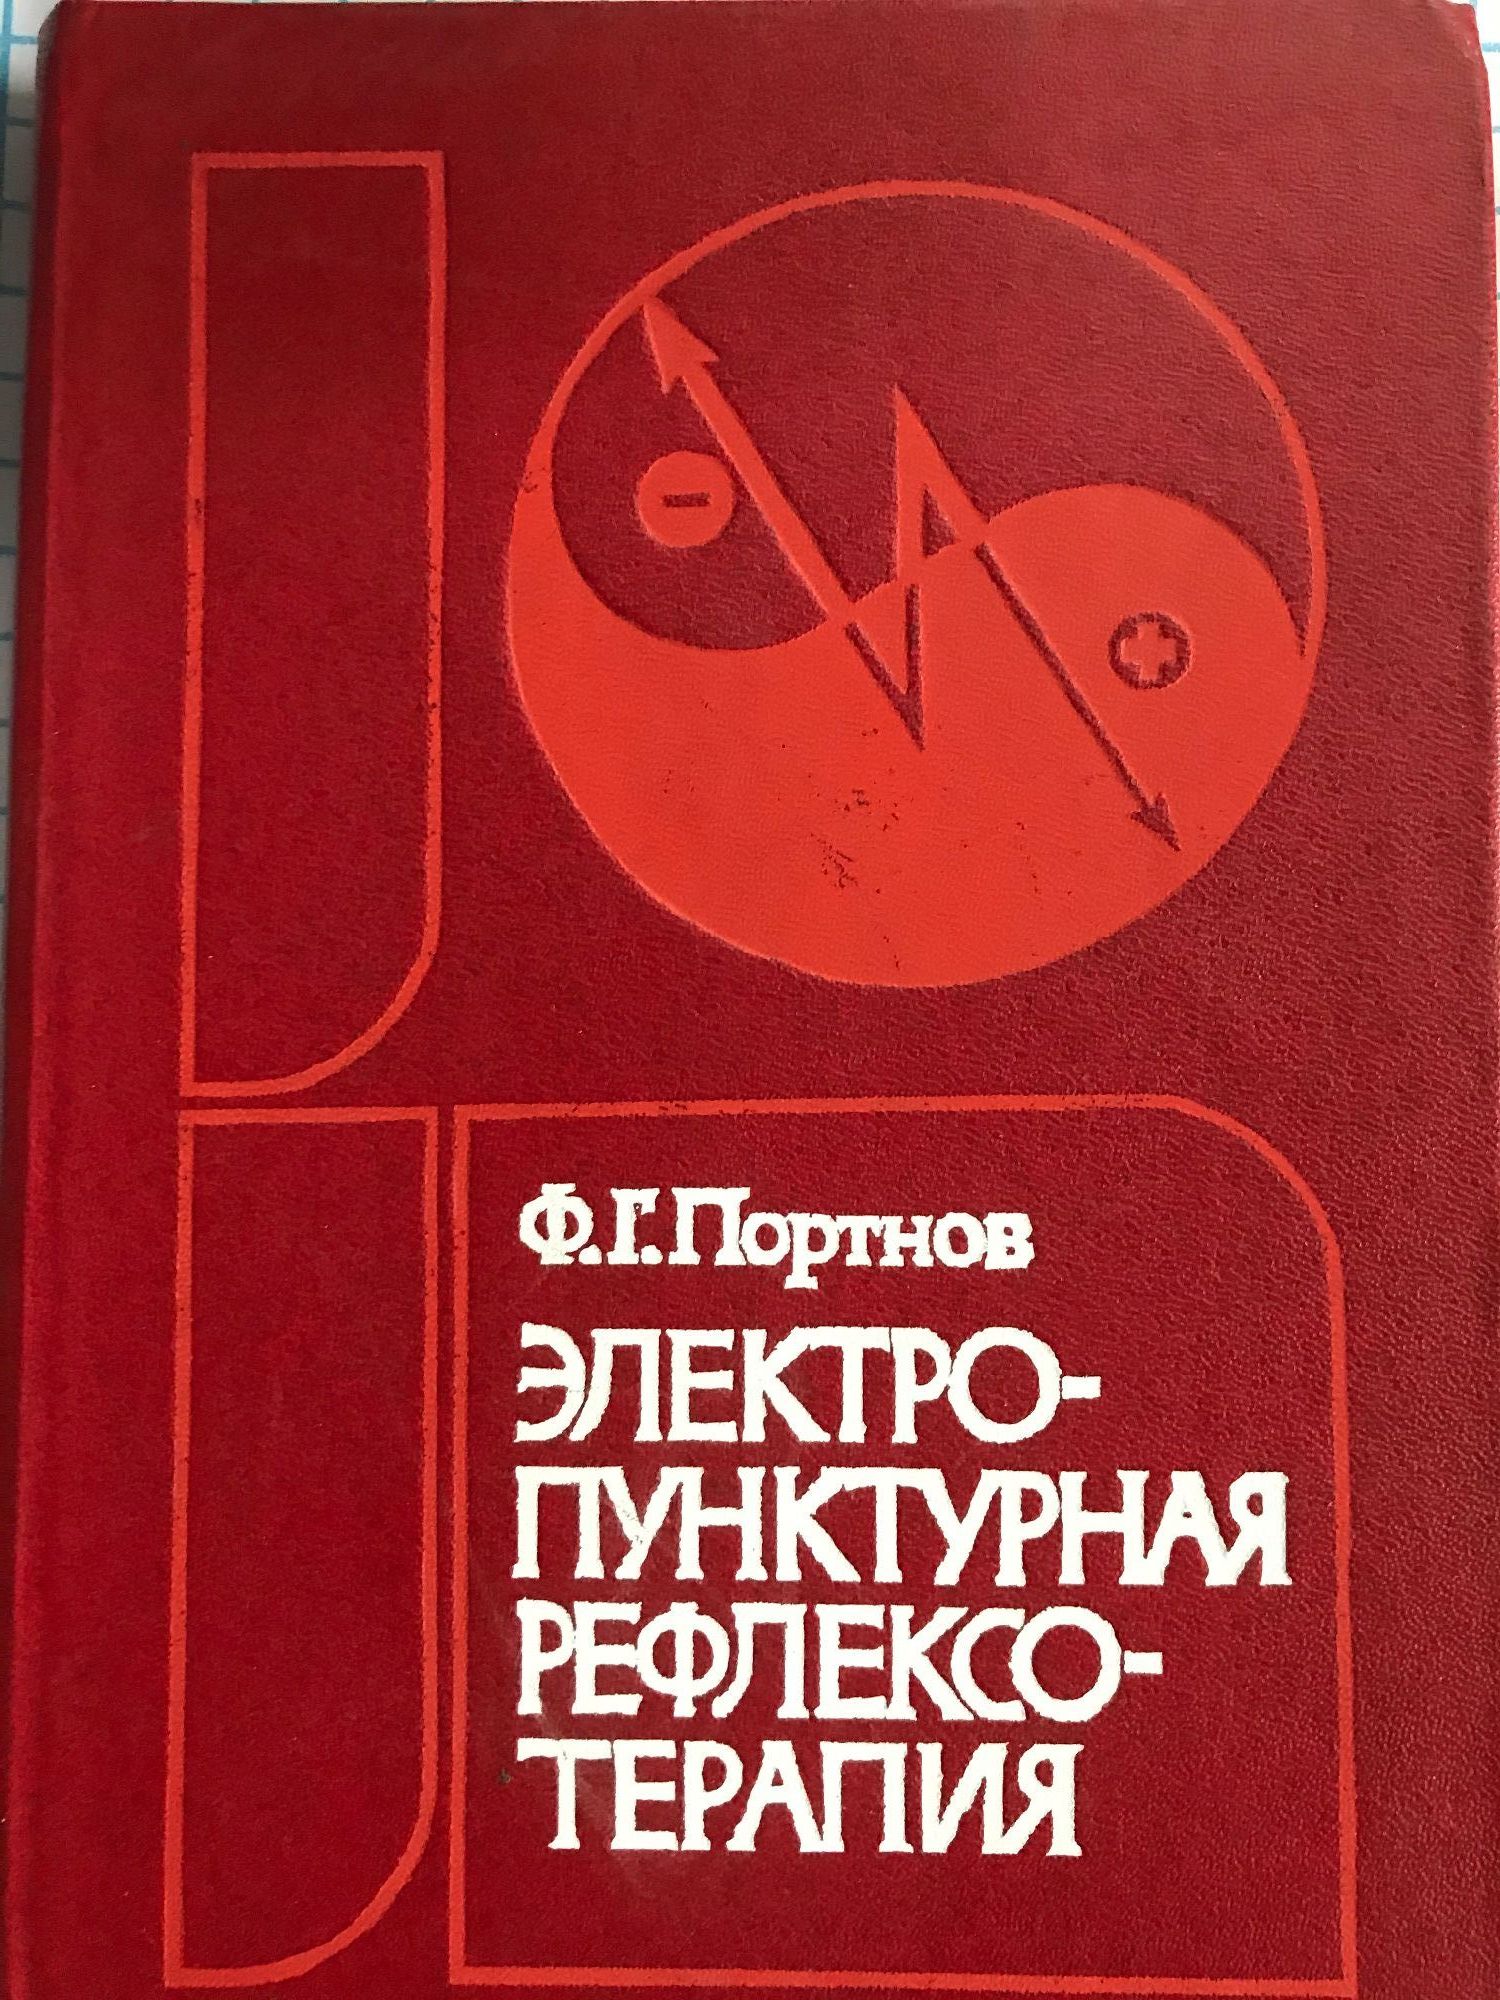 Ф.Г. Портнов
ЭЛЕКТРО-
ПУНКТУРНАЯ
РЕФЛЕКСО-
ТЕРАПИЯ